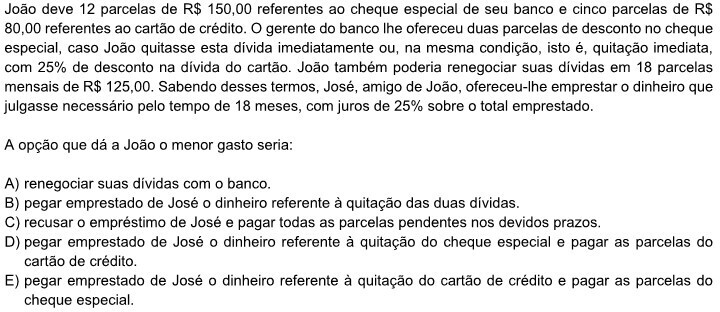 João deve 12 parcelas de R$ 150,00 referentes ao cheque especial de seu banco e cinco parcelas de R$
80,00 referentes ao cartão de crédito. O gerente do banco lhe ofereceu duas parcelas de desconto no cheque
especial, caso João quitasse esta dívida imediatamente ou, na mesma condição, isto é, quitação imediata,
com 25% de desconto na dívida do cartão. João também poderia renegociar suas dívidas em 18 parcelas
mensais de R$ 125,00. Sabendo desses termos, José, amigo de João, ofereceu-lhe emprestar o dinheiro que
julgasse necessário pelo tempo de 18 meses, com juros de 25% sobre o total emprestado.
A opção que dá a João o menor gasto seria:
A) renegociar suas dívidas com o banco.
B) pegar emprestado de José o dinheiro referente à quitação das duas dívidas.
C) recusar o empréstimo de José e pagar todas as parcelas pendentes nos devidos prazos.
D) pegar emprestado de José o dinheiro referente à quitação do cheque especial e pagar as parcelas do
cartão de crédito.
E) pegar emprestado de José o dinheiro referente à quitação do cartão de crédito e pagar as parcelas do
cheque especial.